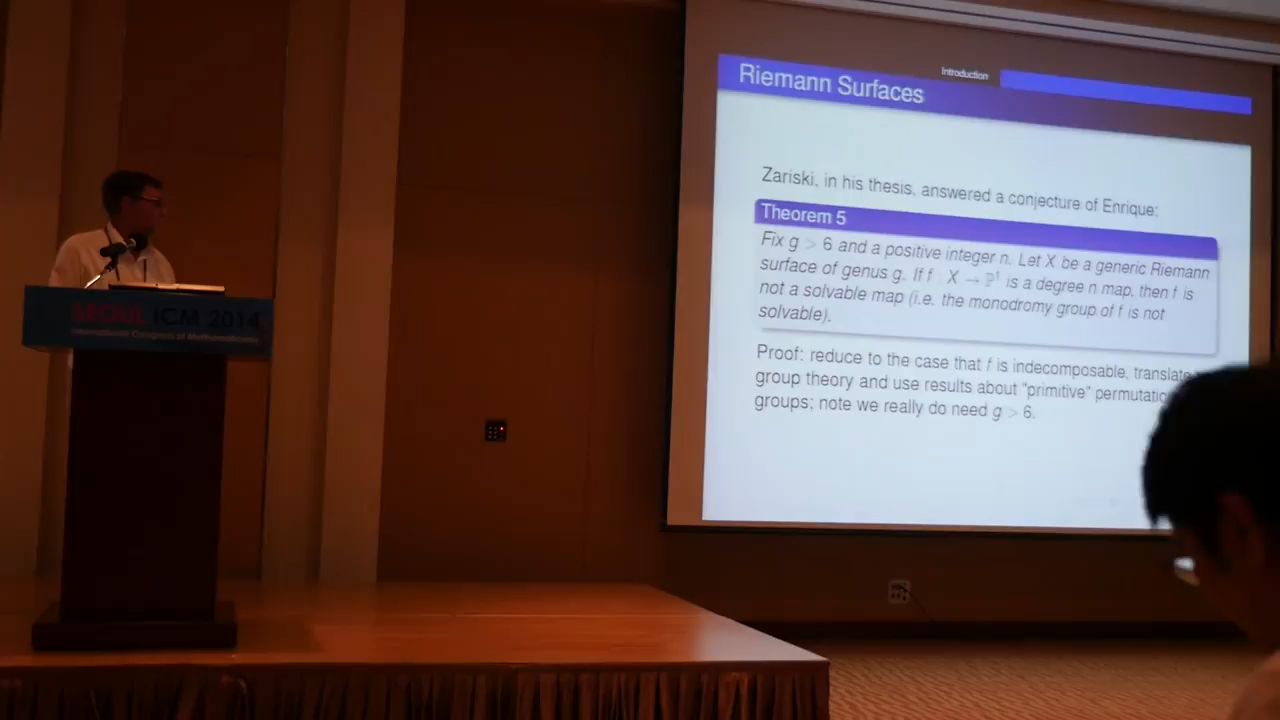 Introduction
Riemann Surfaces
Zariski, in his thesis, answered a conjecture of Enrique:
Theorem 5
Fix g > 6 and a positive integer n. Let X be a generic Riemann
surface of genus g. If f : X → ℙ¹ is a degree n map, then f is
not a solvable map (i.e. the monodromy group of f is not
solvable).
Proof: reduce to the case that f is indecomposable, translate
group theory and use results about "primitive" permutatio
groups; note we really do need g > 6.
SEOUL ICM 2014
International Congress of Mathematicians